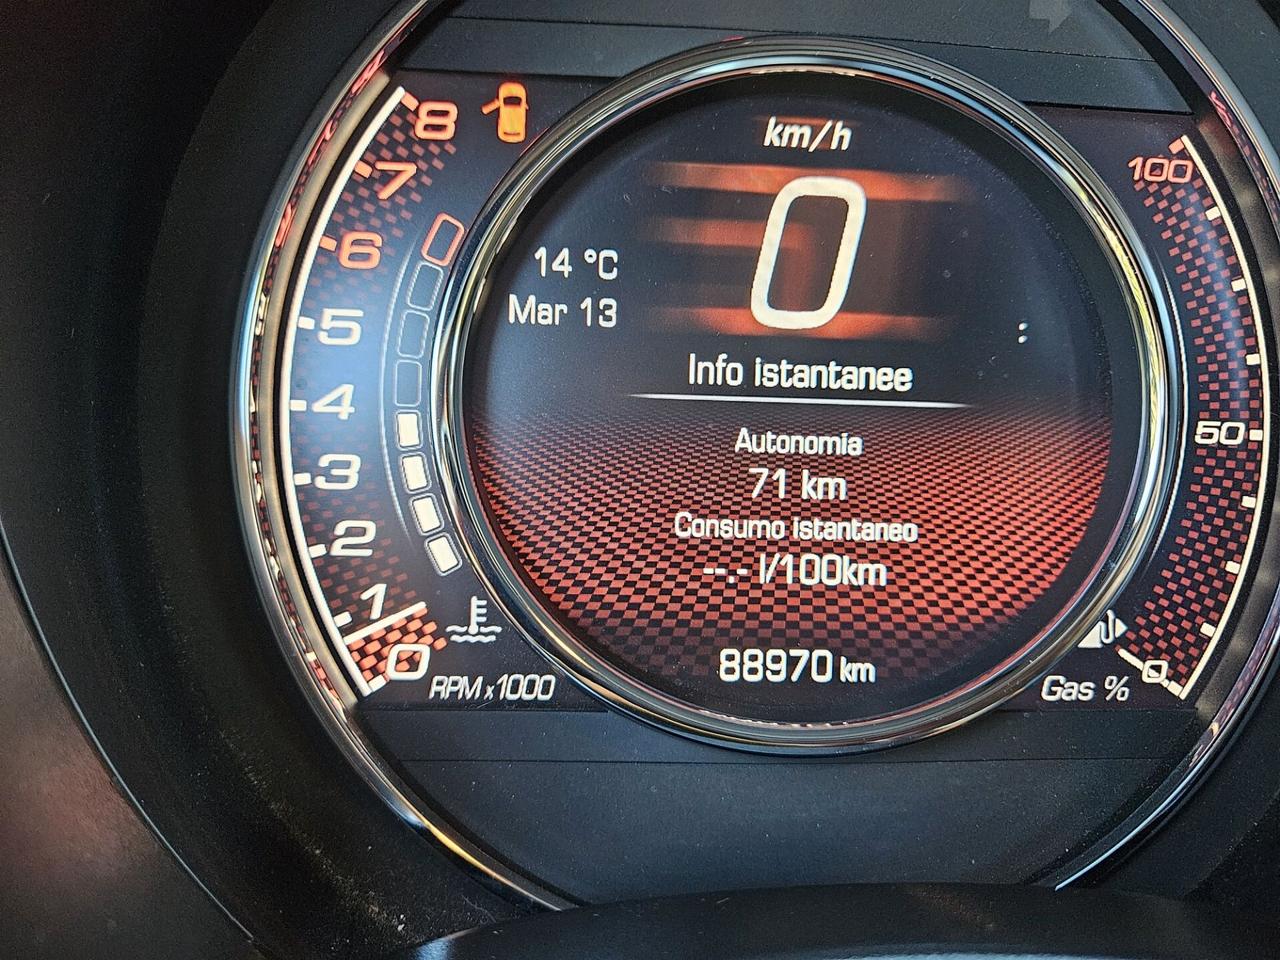 km/h
0
14 °C
Mar 13
:
Info istantanee
Autonomia
71 km
Consumo istantaneo
--.- l/100km
88970 km
8
7
6
5
4
3
2
1
0
RPM x1000
100
50
0
Gas %